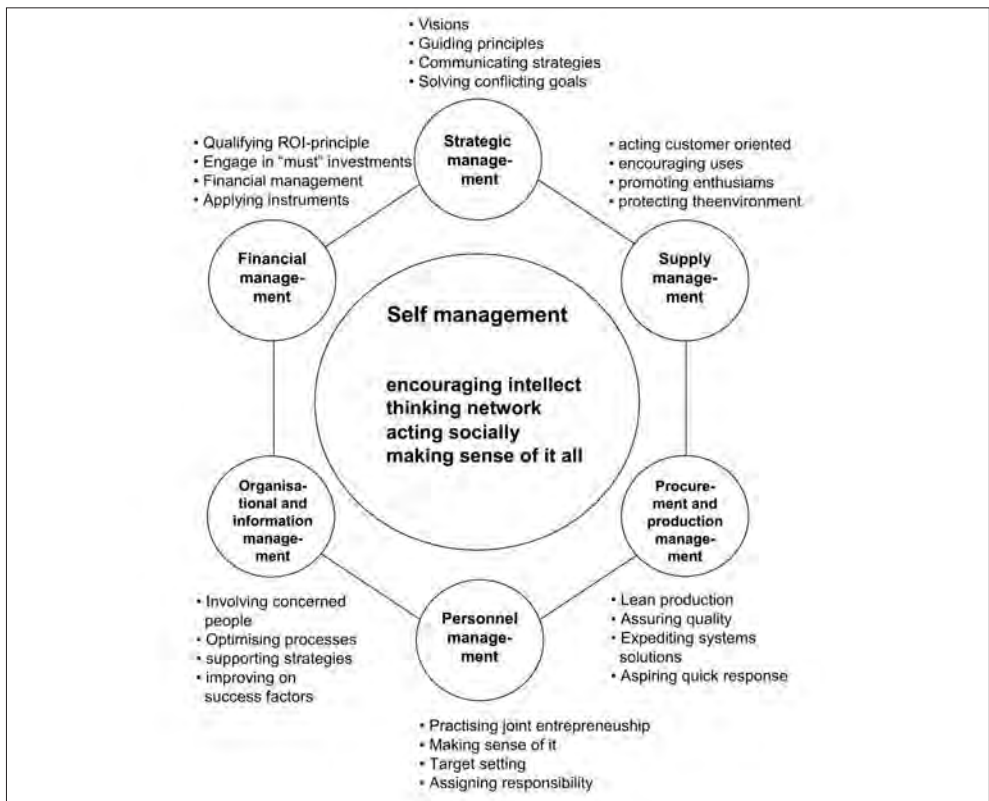 • Visions
• Guiding principles
• Communicating strategies
• Solving conflicting goals
Strategic
manage-
ment
• Qualifying ROI-principle
• Engage in "must" investments
• Financial management
• Applying instruments
• acting customer oriented
• encouraging uses
• promoting enthusiams
• protecting theenvironment
Financial
manage-
ment
Supply
manage-
ment
Self management
encouraging intellect
thinking network
acting socially
making sense of it all
Organisa-
tional and
information
manage-
ment
Procure-
ment and
production
manage-
ment
• Involving concerned
people
• Optimising processes
• supporting strategies
• improving on
success factors
Personnel
manage-
ment
• Lean production
• Assuring quality
• Expediting systems
solutions
• Aspiring quick response
• Practising joint entrepreneuship
• Making sense of it
• Target setting
• Assigning responsibility